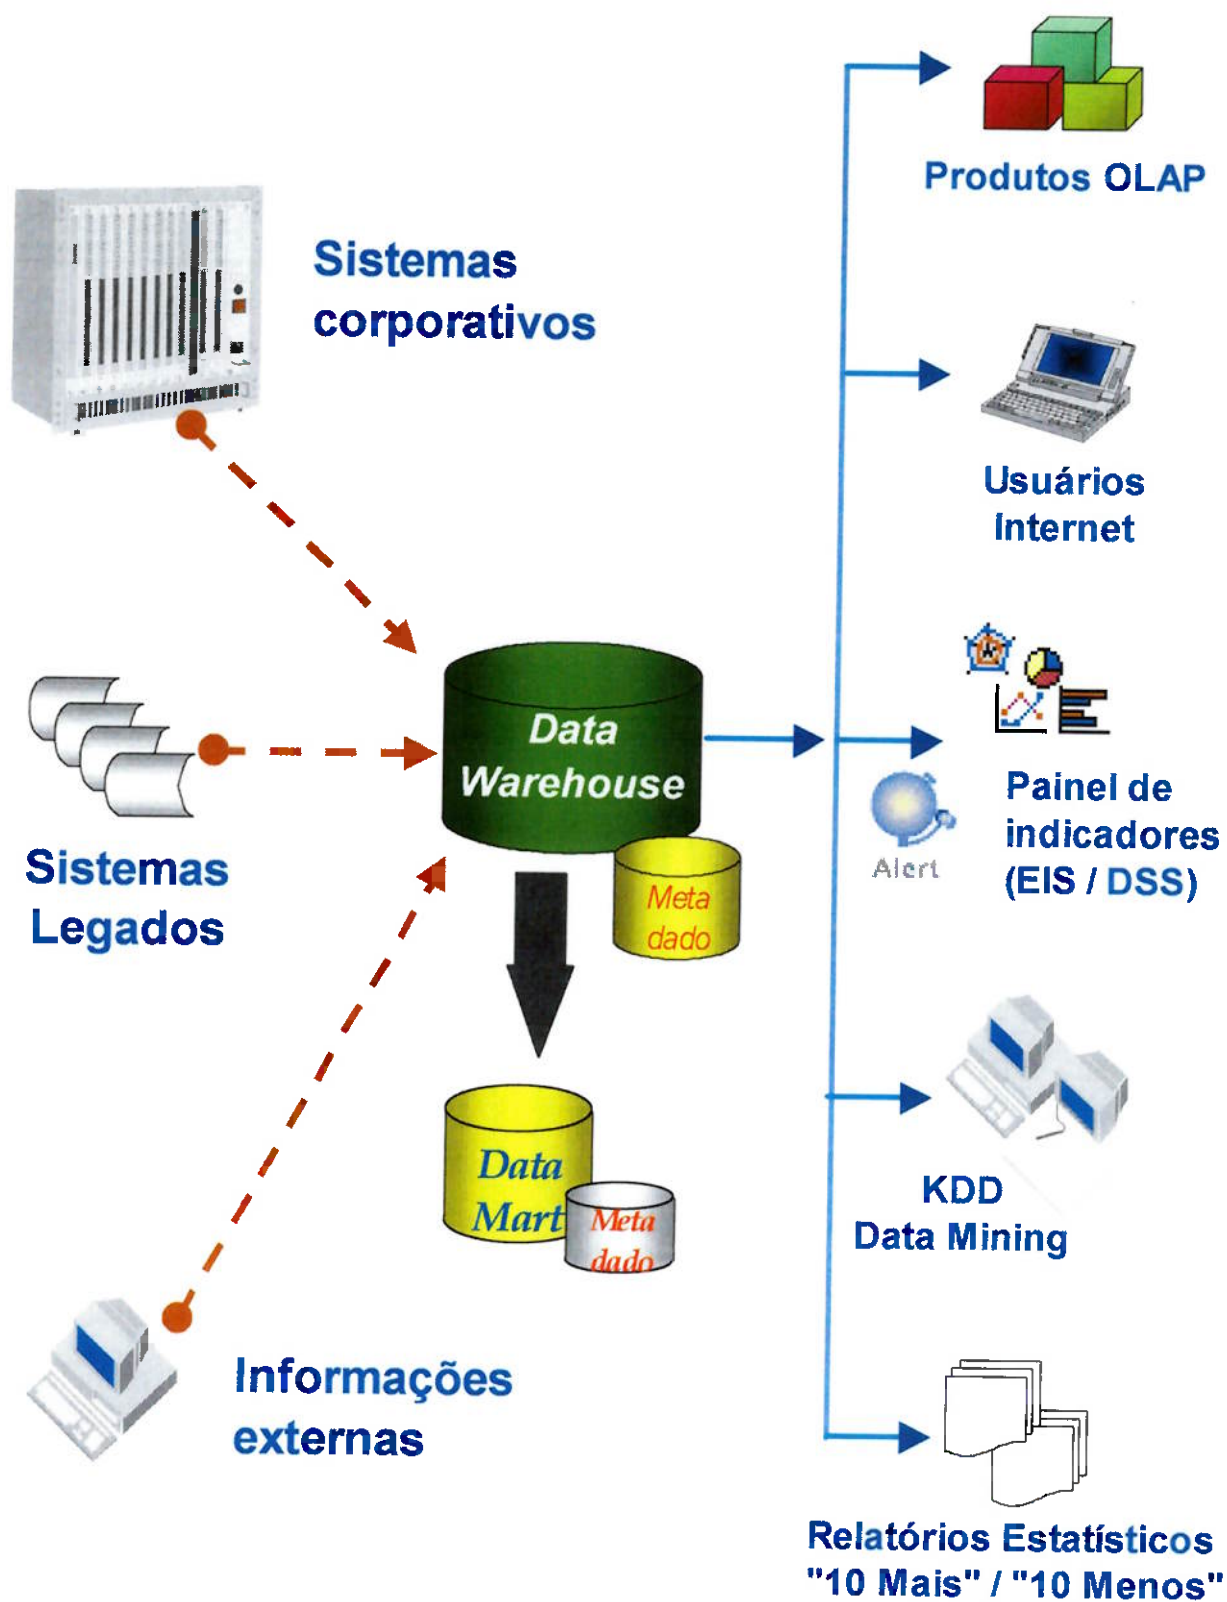 Produtos OLAP
Sistemas
corporativos
Usuários
Internet
Data
Warehouse
Painel de
indicadores
(EIS / DSS)
Alert
Sistemas
Legados
Meta
dado
Data
Mart
Meta
dado
KDD
Data Mining
Informações
externas
Relatórios Estatísticos
"10 Mais" / "10 Menos"